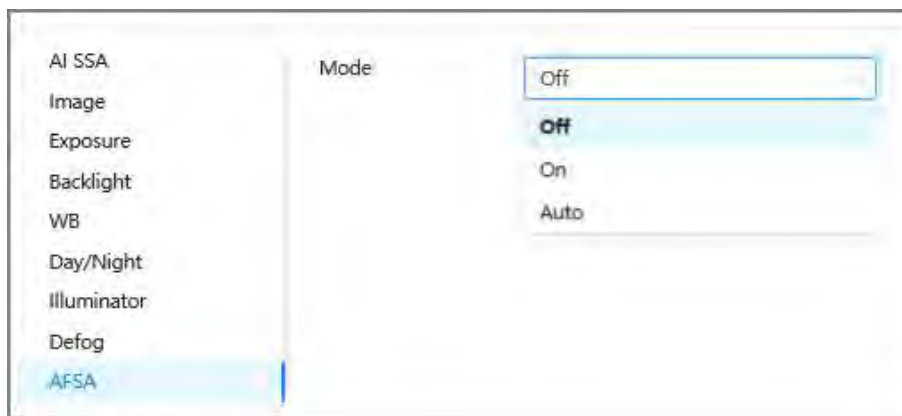 AI SSA
Image
Exposure
Backlight
WB
Day/Night
Illuminator
Defog
AFSA
Mode
Off
Off
On
Auto